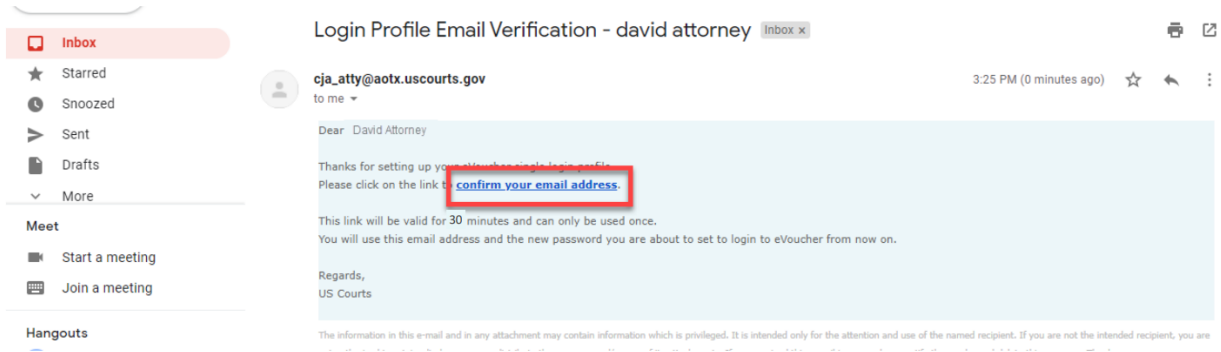 Login Profile Email Verification - david attorney Inbox x
Inbox
Starred
Snoozed
Sent
Drafts
More
Meet
Start a meeting
Join a meeting
Hangouts
cja_atty@aotx.uscourts.gov 3:25 PM (0 minutes ago)
to me
Dear David Attorney
Thanks for setting up your eVoucher single login profile.
Please click on the link to confirm your email address.
This link will be valid for 30 minutes and can only be used once.
You will use this email address and the new password you are about to set to login to eVoucher from now on.
Regards,
US Courts
The information in this e-mail and in any attachment may contain information which is privileged. It is intended only for the attention and use of the named recipient. If you are not the intended recipient, you are